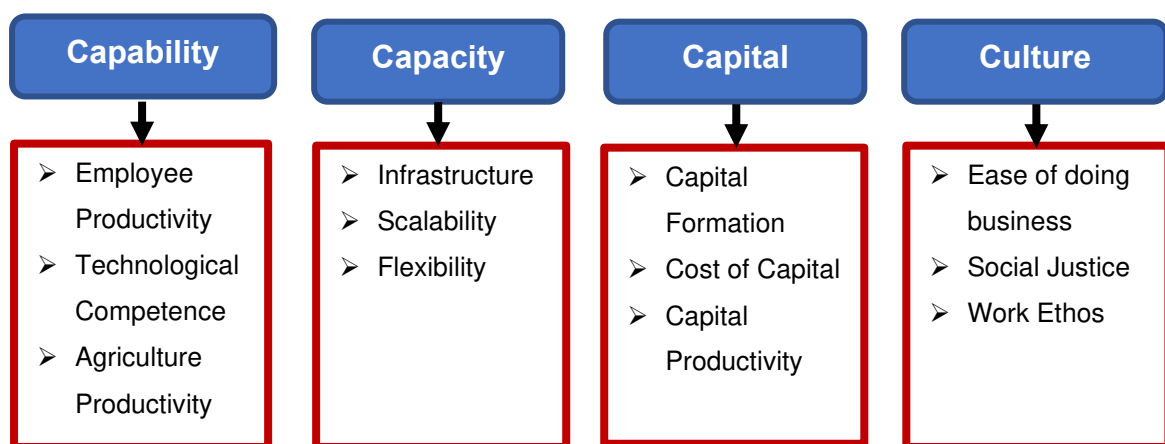 Capability
➢ Employee
Productivity
➢ Technological
Competence
➢ Agriculture
Productivity
Capacity
➢ Infrastructure
➢ Scalability
➢ Flexibility
Capital
➢ Capital
Formation
➢ Cost of Capital
➢ Capital
Productivity
Culture
➢ Ease of doing
business
➢ Social Justice
➢ Work Ethos